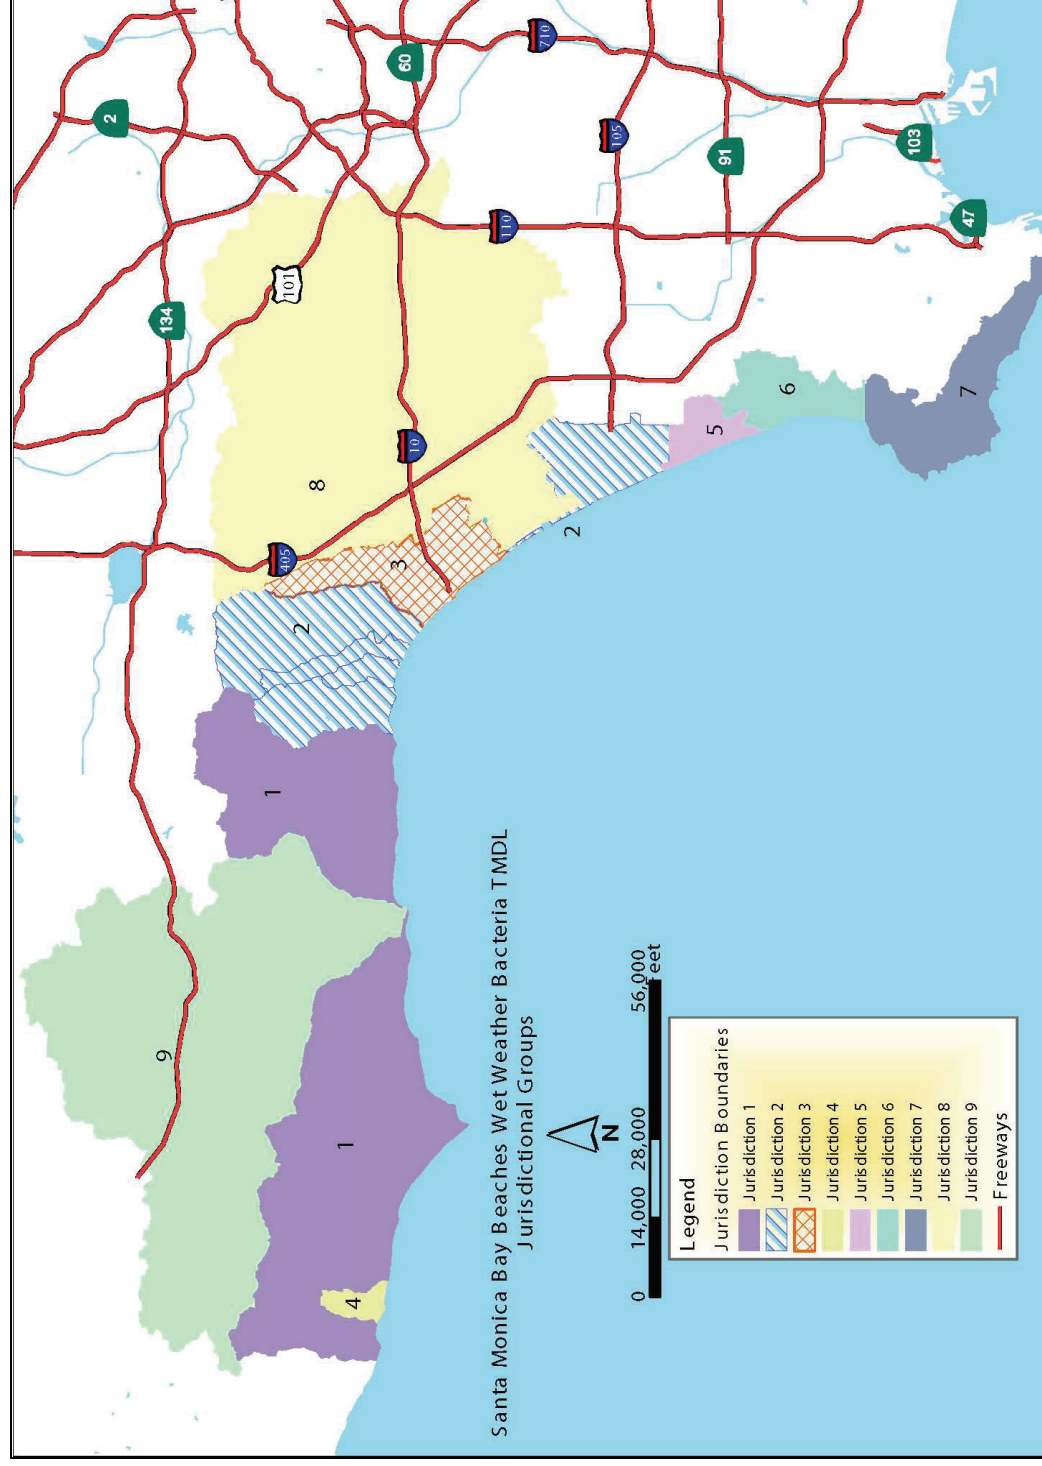 2
9
134
1
405
101
2
8
1
4
3
60
10
110
710
2
105
5
91
6
103
47
7
Santa Monica Bay Beaches Wet Weather Bacteria TMDL
Jurisdictional Groups
N
0 14,000 28,000 56,000
Feet
Legend
Jurisdiction Boundaries
Jurisdiction 1
Jurisdiction 2
Jurisdiction 3
Jurisdiction 4
Jurisdiction 5
Jurisdiction 6
Jurisdiction 7
Jurisdiction 8
Jurisdiction 9
Freeways